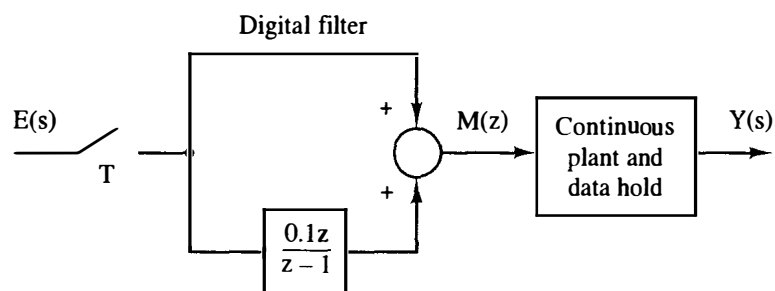 Digital filter
+
E(s)
M(z)
Continuous
plant and
data hold
Y(s)
T
+
0.1z
z − 1